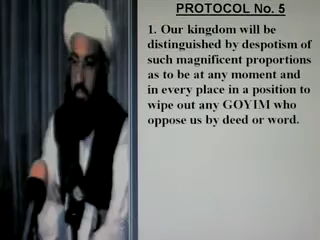 PROTOCOL No. 5
1. Our kingdom will be
distinguished by despotism of
such magnificent proportions
as to be at any moment and
in every place in a position to
wipe out any GOYIM who
oppose us by deed or word.